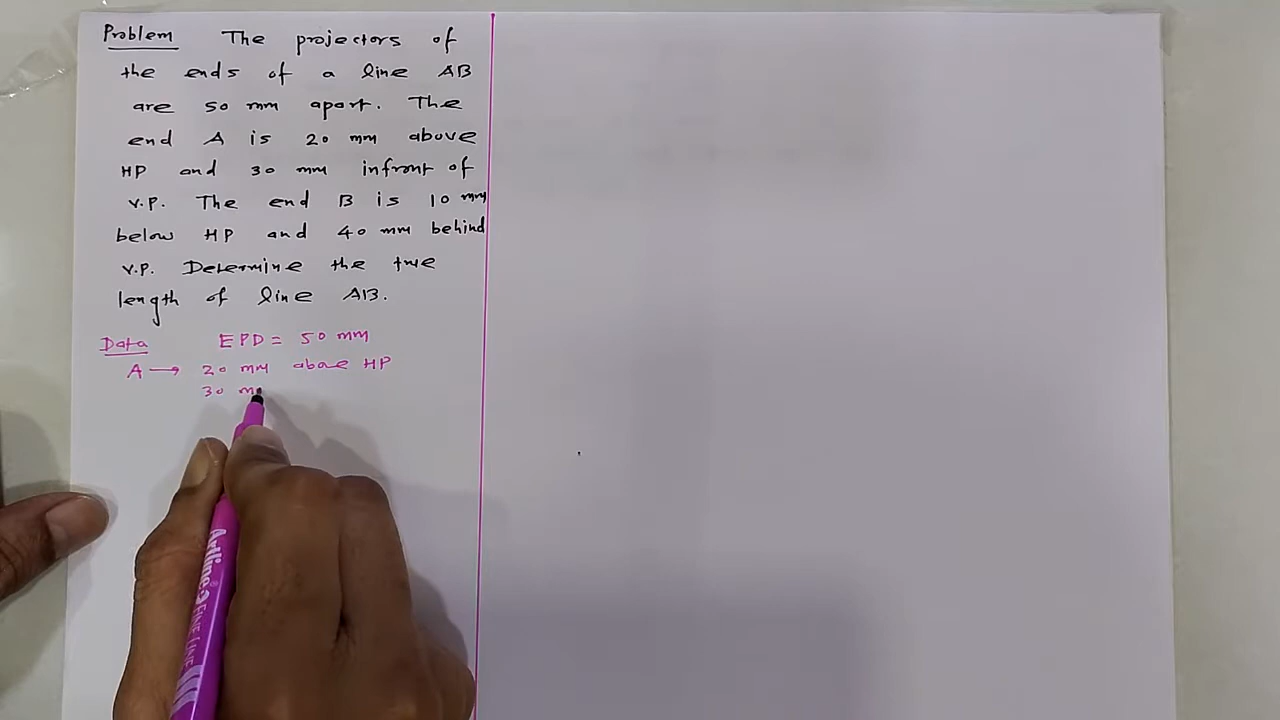 Problem The projectors of
the ends of a line AB
are 50 mm apart. The
end A is 20 mm above
HP and 30 mm infront of
V.P. The end B is 10 mm
below HP and 40 mm behind
V.P. Determine the true
length of line AB.
Data EPD = 50 mm
A → 20 mm above HP
30 m
Artline
FINE LINE